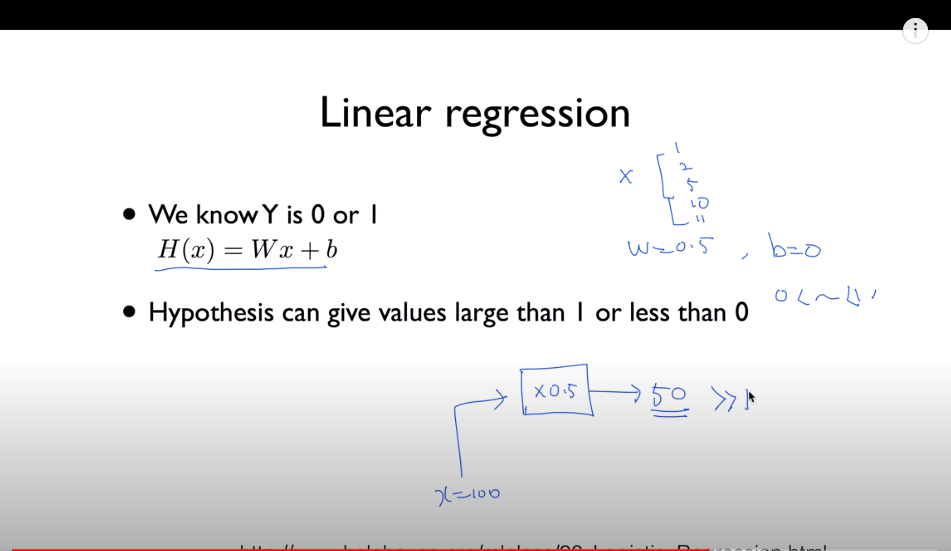 Linear regression
x
1
2
5
10
11
• We know Y is 0 or 1
H(x) = Wx + b
w=0.5 , b=0
• Hypothesis can give values large than 1 or less than 0
x0.5
50 >>
x=100